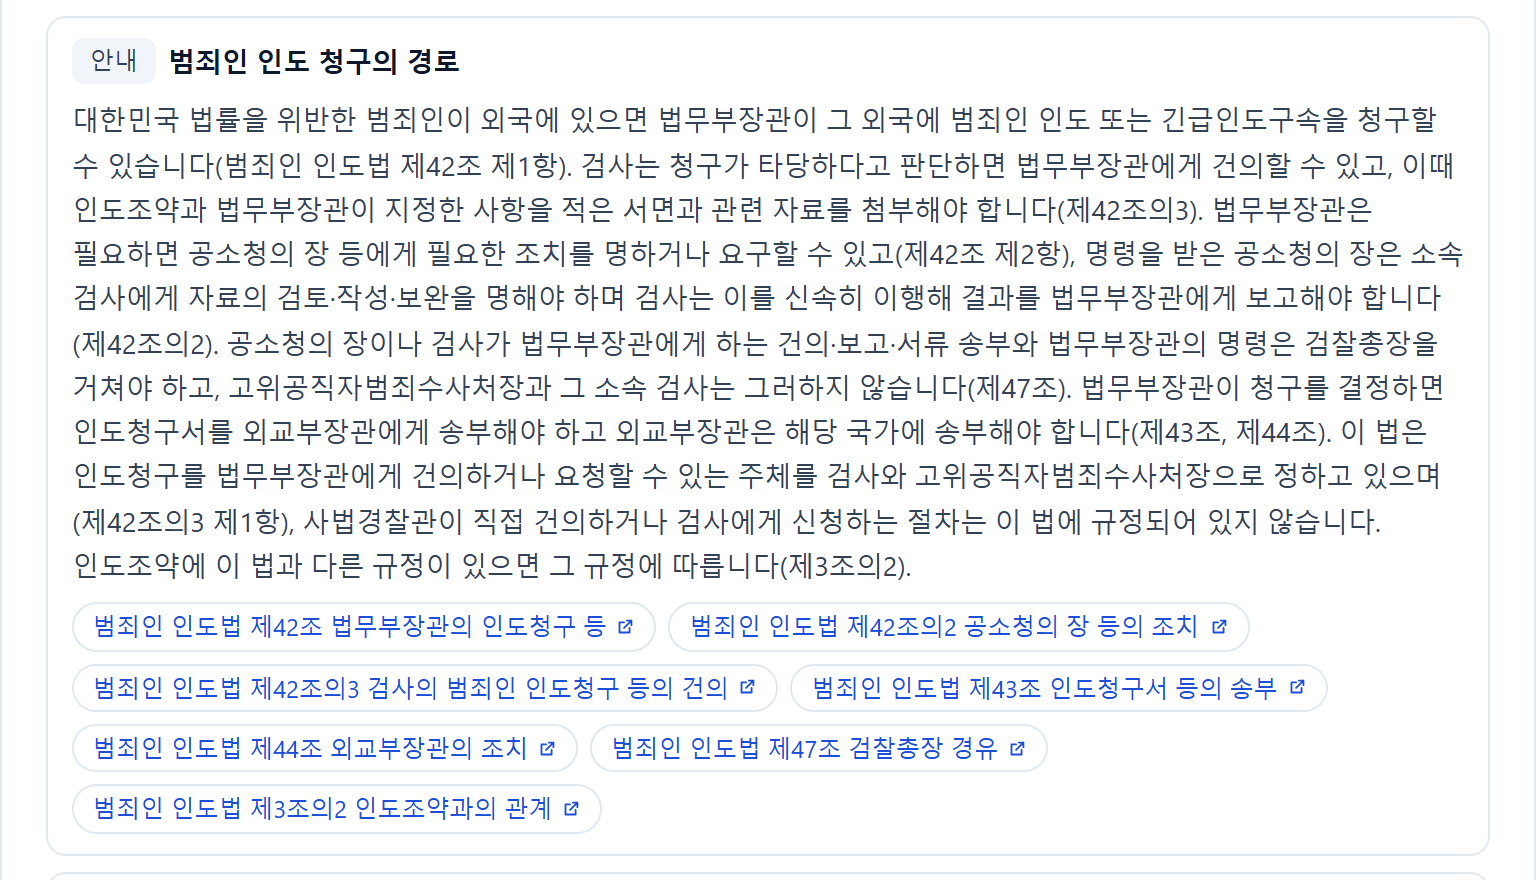 안내 범죄인 인도 청구의 경로
대한민국 법률을 위반한 범죄인이 외국에 있으면 법무부장관이 그 외국에 범죄인 인도 또는 긴급인도구속을 청구할
수 있습니다(범죄인 인도법 제42조 제1항). 검사는 청구가 타당하다고 판단하면 법무부장관에게 건의할 수 있고, 이때
인도조약과 법무부장관이 지정한 사항을 적은 서면과 관련 자료를 첨부해야 합니다(제42조의3). 법무부장관은
필요하면 공소청의 장 등에게 필요한 조치를 명하거나 요구할 수 있고(제42조 제2항), 명령을 받은 공소청의 장은 소속
검사에게 자료의 검토·작성·보완을 명해야 하며 검사는 이를 신속히 이행해 결과를 법무부장관에게 보고해야 합니다
(제42조의2). 공소청의 장이나 검사가 법무부장관에게 하는 건의·보고·서류 송부와 법무부장관의 명령은 검찰총장을
거쳐야 하고, 고위공직자범죄수사처장과 그 소속 검사는 그러하지 않습니다(제47조). 법무부장관이 청구를 결정하면
인도청구서를 외교부장관에게 송부해야 하고 외교부장관은 해당 국가에 송부해야 합니다(제43조, 제44조). 이 법은
인도청구를 법무부장관에게 건의하거나 요청할 수 있는 주체를 검사와 고위공직자범죄수사처장으로 정하고 있으며
(제42조의3 제1항), 사법경찰관이 직접 건의하거나 검사에게 신청하는 절차는 이 법에 규정되어 있지 않습니다.
인도조약에 이 법과 다른 규정이 있으면 그 규정에 따릅니다(제3조의2).
범죄인 인도법 제42조 법무부장관의 인도청구 등 범죄인 인도법 제42조의2 공소청의 장 등의 조치
범죄인 인도법 제42조의3 검사의 범죄인 인도청구 등의 건의 범죄인 인도법 제43조 인도청구서 등의 송부
범죄인 인도법 제44조 외교부장관의 조치 범죄인 인도법 제47조 검찰총장 경유
범죄인 인도법 제3조의2 인도조약과의 관계